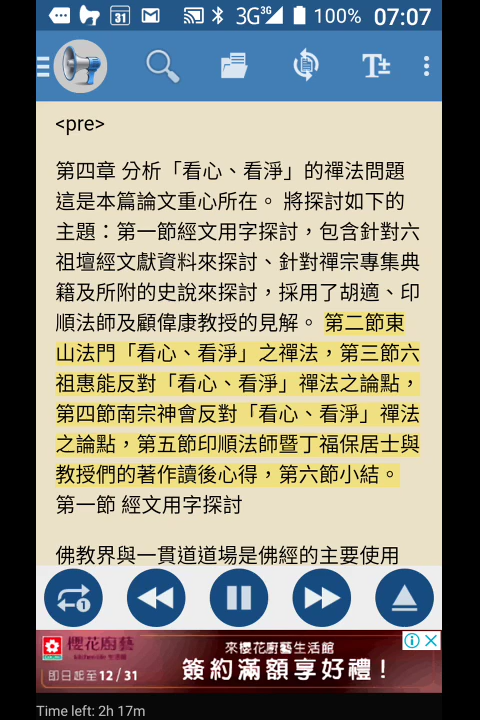 31
3G
3G
100%
07:07
T±
<pre>
第四章 分析「看心、看淨」的禪法問題
這是本篇論文重心所在。 將探討如下的
主題：第一節經文用字探討，包含針對六
祖壇經文獻資料來探討、針對禪宗專集典
籍及所附的史說來探討，採用了胡適、印
順法師及顧偉康教授的見解。 第二節東
山法門「看心、看淨」之禪法，第三節六
祖惠能反對「看心、看淨」禪法之論點，
第四節南宗神會反對「看心、看淨」禪法
之論點，第五節印順法師暨丁福保居士與
教授們的著作讀後心得，第六節小結。
第一節 經文用字探討
佛教界與一貫道道場是佛經的主要使用
1
櫻花廚藝
來櫻花廚藝生活館
簽約滿額享好禮！
即日起至12/31
Time left: 2h 17m